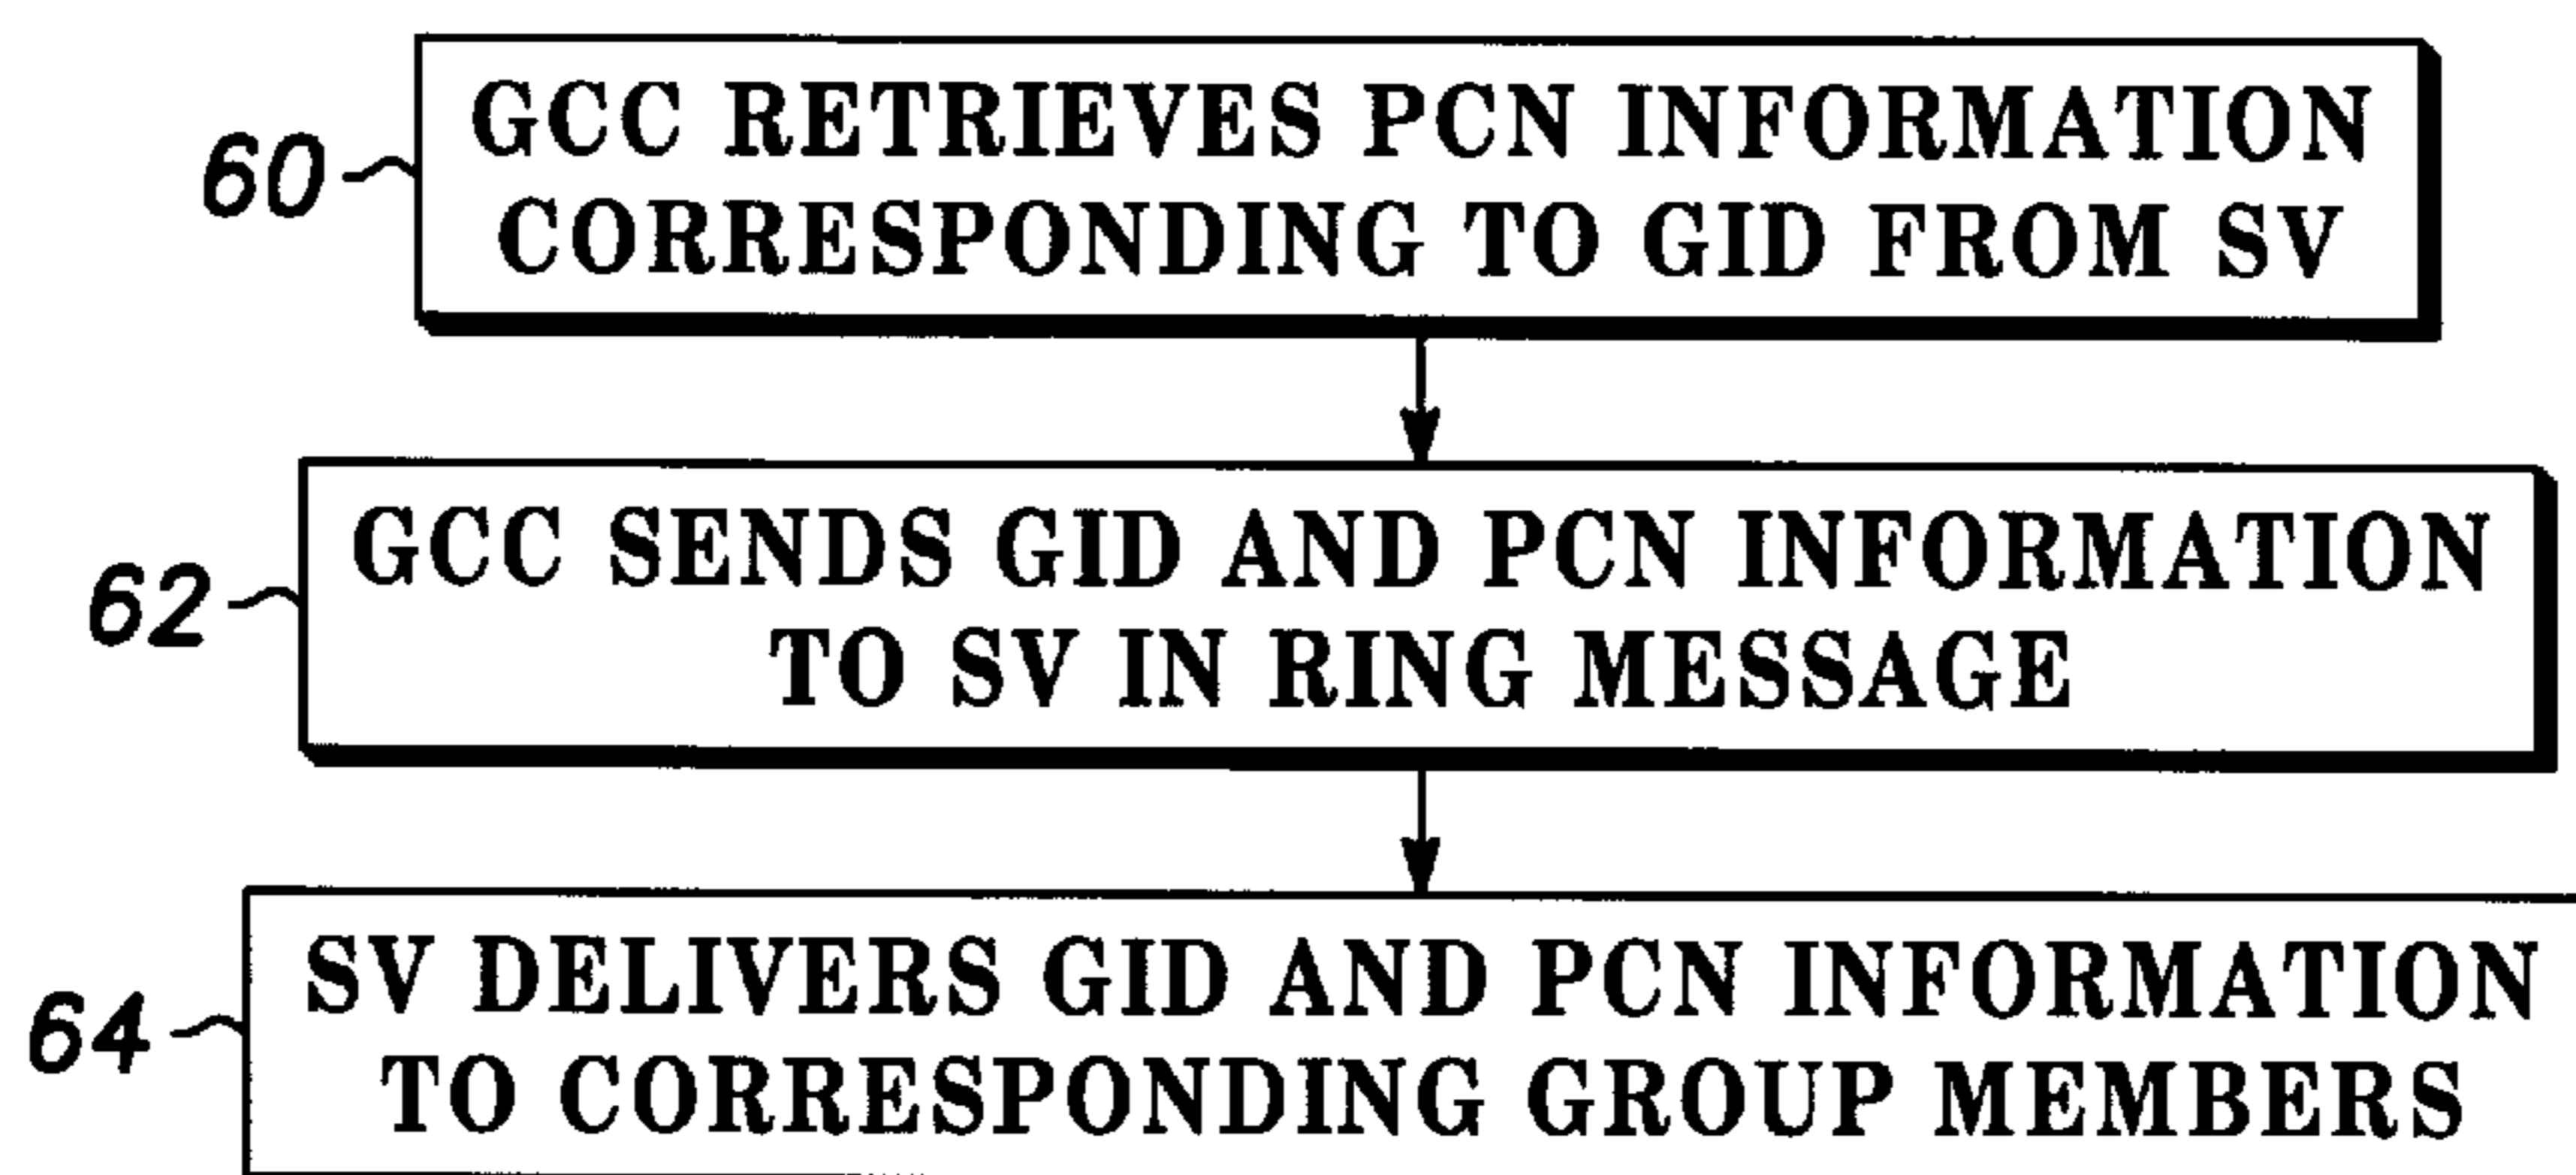 60
GCC RETRIEVES PCN INFORMATION
CORRESPONDING TO GID FROM SV
62
GCC SENDS GID AND PCN INFORMATION
TO SV IN RING MESSAGE
64
SV DELIVERS GID AND PCN INFORMATION
TO CORRESPONDING GROUP MEMBERS